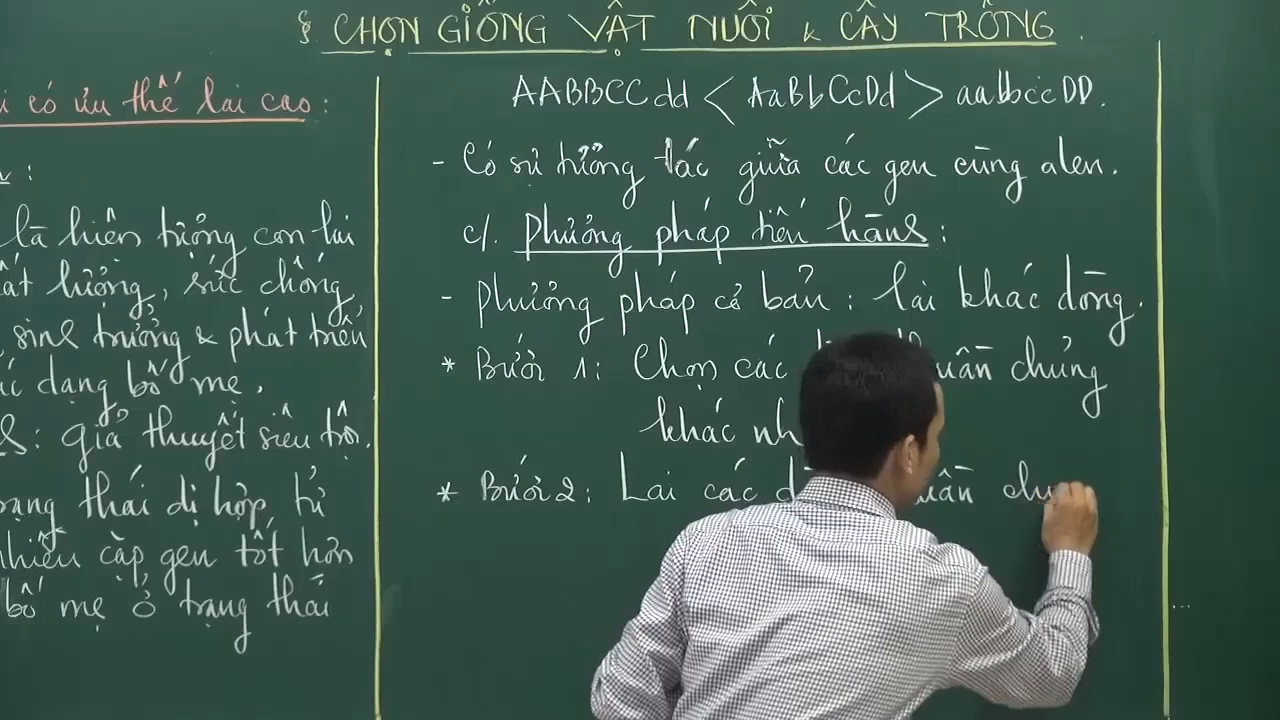 § CHỌN GIỐNG VẬT NUÔI & CÂY TRỒNG.
i có ưu thế lai cao:
:
là hiện tượng con lai
ất lượng, sức chống
sinh trưởng & phát triển
ác dạng bố mẹ.
giả thuyết siêu trội.
rạng thái dị hợp tử
nhiều cặp gen tốt hơn
bố mẹ ở trạng thái
AABBCCdd < AaBbCcDd > aabbccDD.
- Có sự tương tác giữa các gen cùng alen.
c/. Phương pháp tiến hành:
- Phương pháp cơ bản: lai khác dòng.
* Bước 1: Chọn các uần chủng
khác nh
* Bước 2: Lai các d uần chu
...